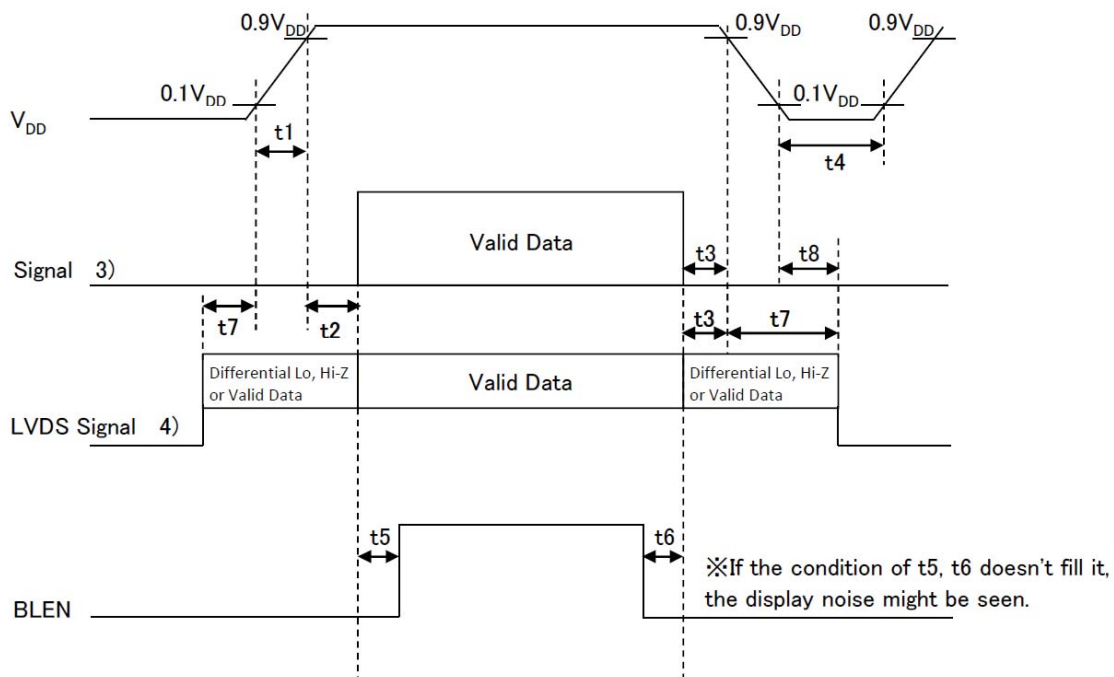 0.9VDD
0.9VDD
0.9VDD
0.1VDD
0.1VDD
VDD
t1
t4
Valid Data
t3
t8
Signal 3)
t7
t2
t3
t7
Differential Lo, Hi-Z
or Valid Data
Valid Data
Differential Lo, Hi-Z
or Valid Data
LVDS Signal 4)
t5
t6
※If the condition of t5, t6 doesn't fill it,
the display noise might be seen.
BLEN